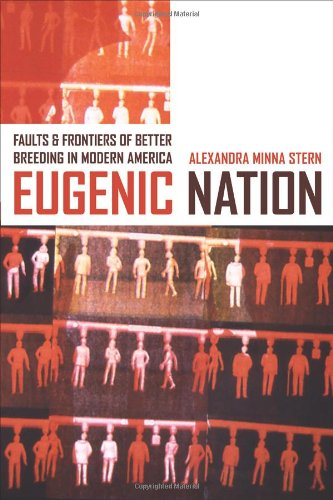 FAULTS & FRONTIERS OF BETTER
BREEDING IN MODERN AMERICA
ALEXANDRA MINNA STERN
EUGENIC NATION